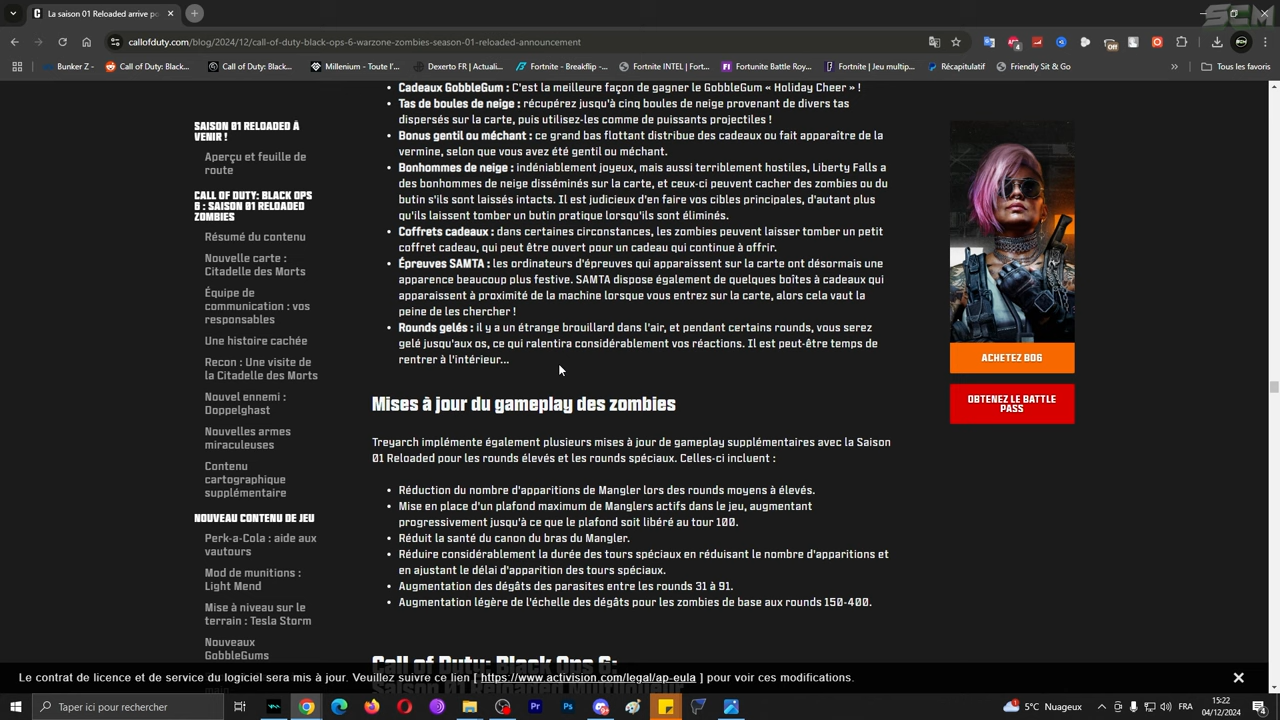 La saison 01 Reloaded arrive po
SCM
callofduty.com/blog/2024/12/call-of-duty-black-ops-6-warzone-zombies-season-01-reloaded-announcement
Bunker Z -
Call of Duty: Black...
Call of Duty: Blac...
Millenium - Toute l'...
Dexerto FR | Actuali...
Fortnite - Breakflip -...
Fortnite INTEL | Fort...
Fortunite Battle Roy...
Fortnite | Jeu multip...
Récapitulatif
Friendly Sit & Go
Tous les favoris
SAISON 01 RELOADED À
VENIR !
Aperçu et feuille de
route
CALL OF DUTY: BLACK OPS
6 : SAISON 01 RELOADED
ZOMBIES
Résumé du contenu
Nouvelle carte :
Citadelle des Morts
Équipe de
communication : vos
responsables
Une histoire cachée
Recon : Une visite de
la Citadelle des Morts
Nouvel ennemi :
Doppelghast
Nouvelles armes
miraculeuses
Contenu
cartographique
supplémentaire
NOUVEAU CONTENU DE JEU
Perk-a-Cola : aide aux
vautours
Mod de munitions :
Light Mend
Mise à niveau sur le
terrain : Tesla Storm
Nouveaux
GobbleGums
Cadeaux GobbleGum : C'est la meilleure façon de gagner le GobbleGum « Holiday Cheer » !
Tas de boules de neige : récupérez jusqu'à cinq boules de neige provenant de divers tas
dispersés sur la carte, puis utilisez-les comme de puissants projectiles !
Bonus gentil ou méchant : ce grand bas flottant distribue des cadeaux ou fait apparaître de la
vermine, selon que vous avez été gentil ou méchant.
Bonhommes de neige : indéniablement joyeux, mais aussi terriblement hostiles, Liberty Falls a
des bonhommes de neige disséminés sur la carte, et ceux-ci peuvent cacher des zombies ou du
butin s'ils sont laissés intacts. Il est judicieux d'en faire vos cibles principales, d'autant plus
qu'ils laissent tomber un butin pratique lorsqu'ils sont éliminés.
Coffrets cadeaux : dans certaines circonstances, les zombies peuvent laisser tomber un petit
coffret cadeau, qui peut être ouvert pour un cadeau qui continue à offrir.
Épreuves SAMTA : les ordinateurs d'épreuves qui apparaissent sur la carte ont désormais une
apparence beaucoup plus festive. SAMTA dispose également de quelques boîtes à cadeaux qui
apparaissent à proximité de la machine lorsque vous entrez sur la carte, alors cela vaut la
peine de les chercher !
Rounds gelés : il y a un étrange brouillard dans l'air, et pendant certains rounds, vous serez
gelé jusqu'aux os, ce qui ralentira considérablement vos réactions. Il est peut-être temps de
rentrer à l'intérieur...
Mises à jour du gameplay des zombies
Treyarch implémente également plusieurs mises à jour de gameplay supplémentaires avec la Saison
01 Reloaded pour les rounds élevés et les rounds spéciaux. Celles-ci incluent :
Réduction du nombre d'apparitions de Mangler lors des rounds moyens à élevés.
Mise en place d'un plafond maximum de Manglers actifs dans le jeu, augmentant
progressivement jusqu'à ce que le plafond soit libéré au tour 100.
Réduit la santé du canon du bras du Mangler.
Réduire considérablement la durée des tours spéciaux en réduisant le nombre d'apparitions et
en ajustant le délai d'apparition des tours spéciaux.
Augmentation des dégâts des parasites entre les rounds 31 à 91.
Augmentation légère de l'échelle des dégâts pour les zombies de base aux rounds 150-400.
Call of Duty: Black Ops 6:
Saison 01 Reloaded Multijoueur
ACHETEZ BO6
OBTENEZ LE BATTLE
PASS
Le contrat de licence et de service du logiciel sera mis à jour. Veuillez suivre ce lien [ https://www.activision.com/legal/ap-eula ] pour voir ces modifications.
Taper ici pour rechercher
5°C Nuageux
FRA
15:22
04/12/2024